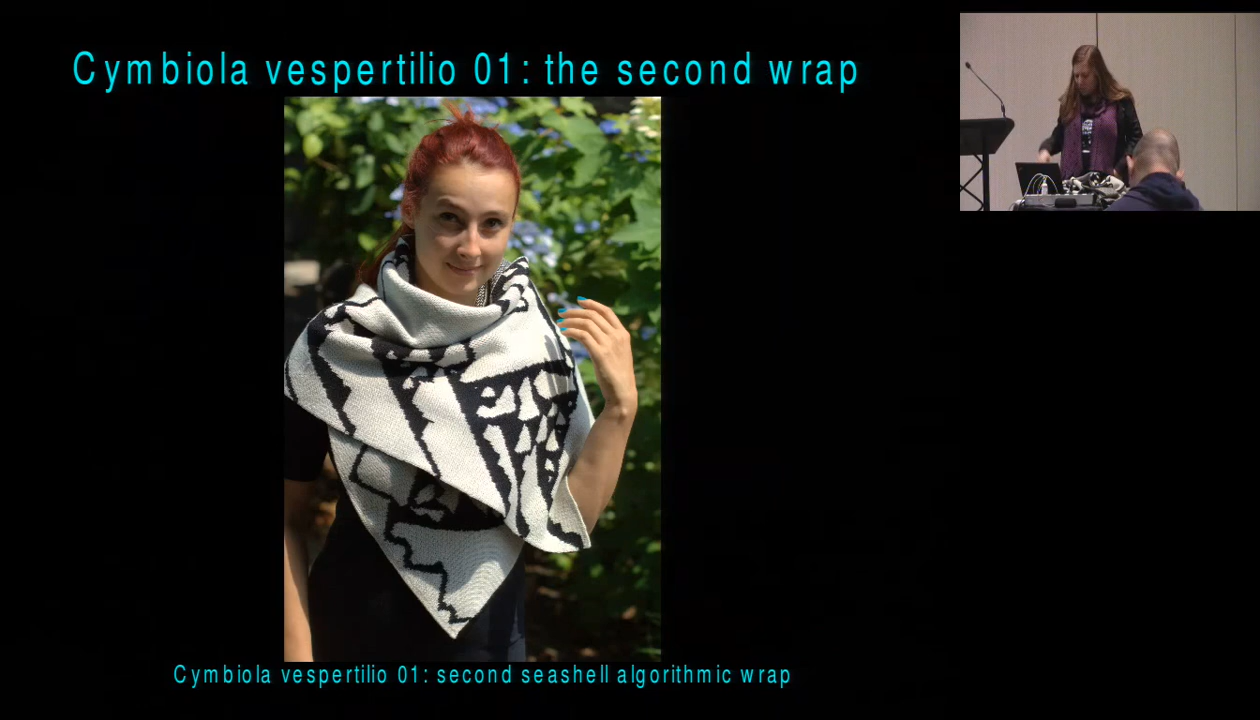 Cymbiola vespertilio 01: the second wrap
Cymbiola vespertilio 01: second seashell algorithmic wrap